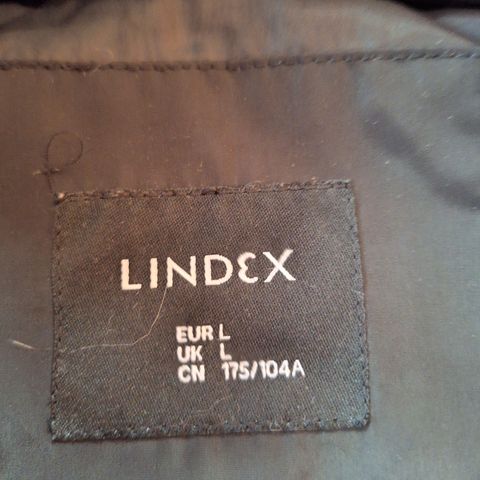 LINDEX
EUR L
UK L
CN 175/104A